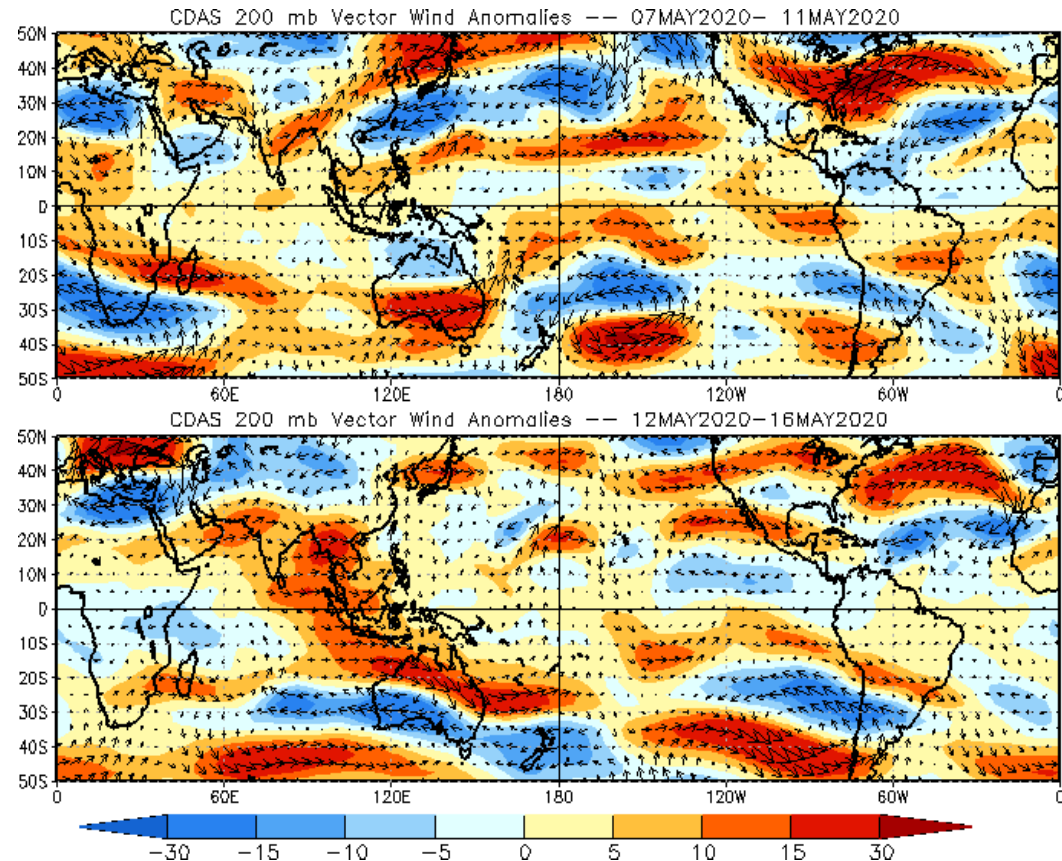 CDAS 200 mb Vector Wind Anomalies -- 07MAY2020- 11MAY2020
50N
40N
30N
20N
10N
0
10S
20S
30S
40S
50S
0 60E 120E 180 120W 60W 0
CDAS 200 mb Vector Wind Anomalies -- 12MAY2020-16MAY2020
50N
40N
30N
20N
10N
0
10S
20S
30S
40S
50S
0 60E 120E 180 120W 60W 0
-30 -15 -10 -5 0 5 10 15 30